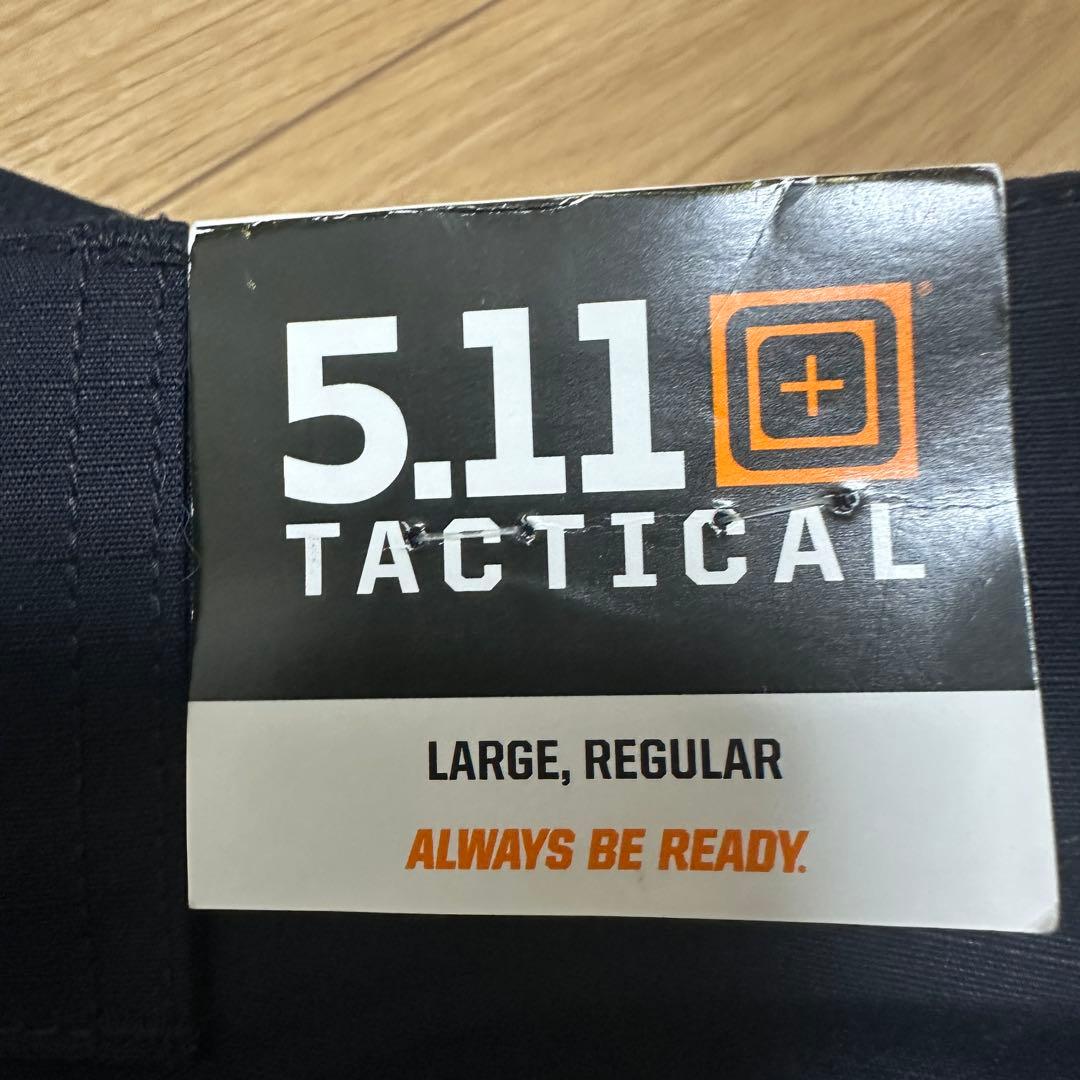 5.11
TACTICAL
LARGE, REGULAR
ALWAYS BE READY.